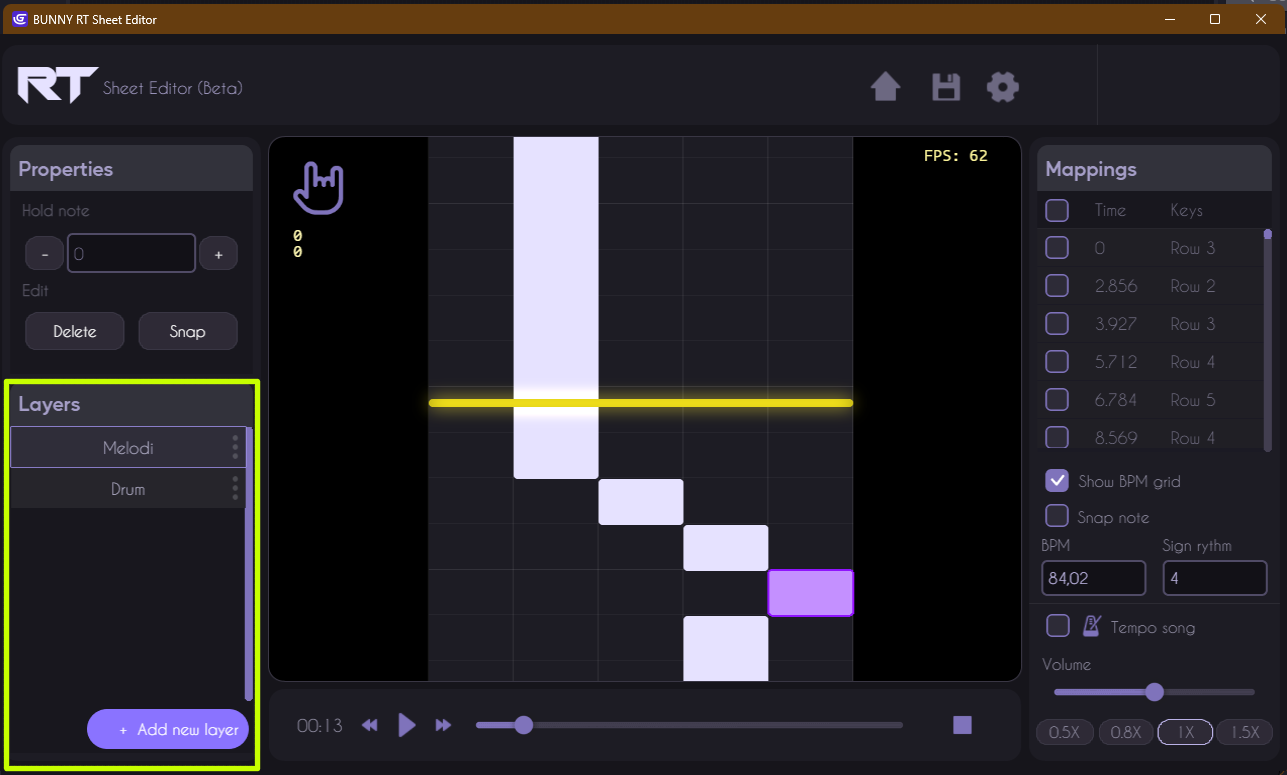 BUNNY RT Sheet Editor
RT Sheet Editor (Beta)
Properties
Hold note
- 0 +
Edit
Delete Snap
Layers
Melodi
Drum
+ Add new layer
0
0
FPS: 62
00:13
Mappings
Time Keys
0 Row 3
2.856 Row 2
3.927 Row 3
5.712 Row 4
6.784 Row 5
8.569 Row 4
Show BPM grid
Snap note
BPM Sign rythm
84,02 4
Tempo song
Volume
0.5X 0.8X 1X 1.5X